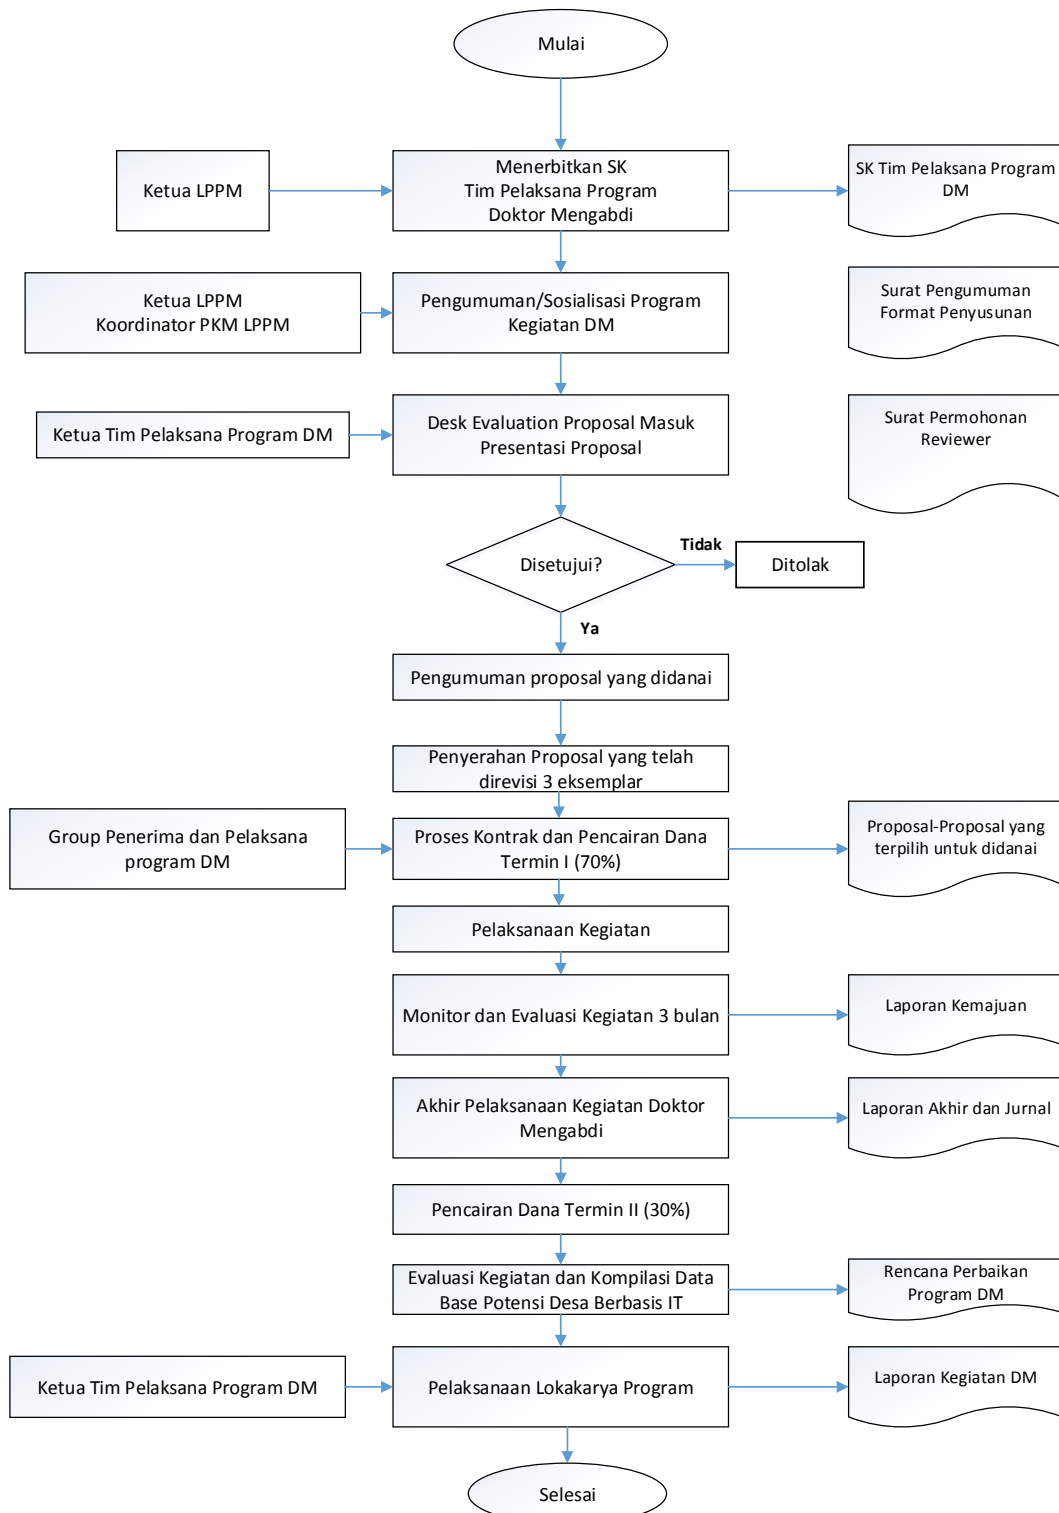 Mulai
Ketua LPPM
Menerbitkan SK
Tim Pelaksana Program
Doktor Mengabdi
SK Tim Pelaksana Program
DM
Ketua LPPM
Koordinator PKM LPPM
Pengumuman/Sosialisasi Program
Kegiatan DM
Surat Pengumuman
Format Penyusunan
Ketua Tim Pelaksana Program DM
Desk Evaluation Proposal Masuk
Presentasi Proposal
Surat Permohonan
Reviewer
Disetujui?
Tidak
Ditolak
Ya
Pengumuman proposal yang didanai
Penyerahan Proposal yang telah
direvisi 3 eksemplar
Group Penerima dan Pelaksana
program DM
Proses Kontrak dan Pencairan Dana
Termin I (70%)
Proposal-Proposal yang
terpilih untuk didanai
Pelaksanaan Kegiatan
Monitor dan Evaluasi Kegiatan 3 bulan
Laporan Kemajuan
Akhir Pelaksanaan Kegiatan Doktor
Mengabdi
Laporan Akhir dan Jurnal
Pencairan Dana Termin II (30%)
Evaluasi Kegiatan dan Kompilasi Data
Base Potensi Desa Berbasis IT
Rencana Perbaikan
Program DM
Ketua Tim Pelaksana Program DM
Pelaksanaan Lokakarya Program
Laporan Kegiatan DM
Selesai